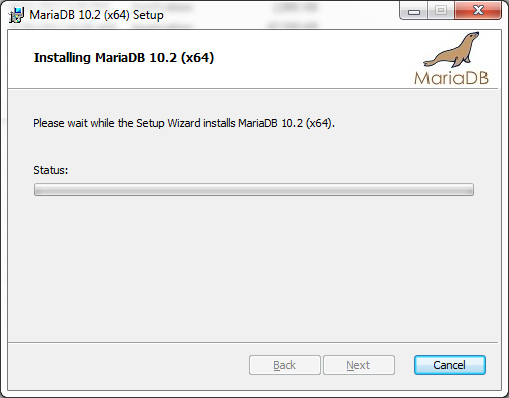 MariaDB 10.2 (x64) Setup
Installing MariaDB 10.2 (x64)
MariaDB
Please wait while the Setup Wizard installs MariaDB 10.2 (x64).
Status:
Back
Next
Cancel